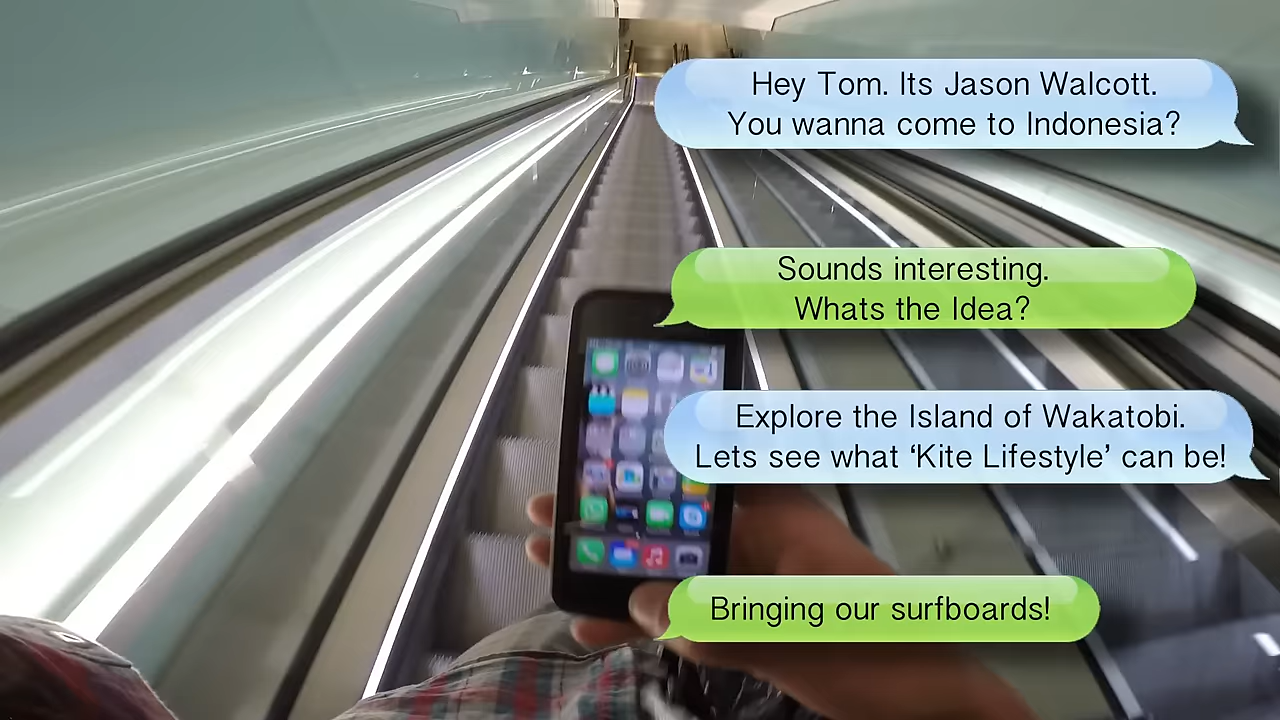 Hey Tom. Its Jason Walcott.
You wanna come to Indonesia?
Sounds interesting.
Whats the Idea?
Explore the Island of Wakatobi.
Lets see what ‘Kite Lifestyle’ can be!
Bringing our surfboards!